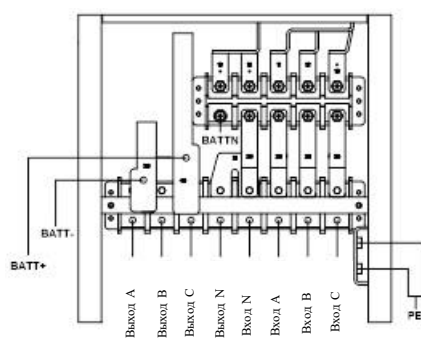 BATTN
BATT-
BATT+
PE
Выход A
Выход B
Выход C
Выход N
Вход N
Вход A
Вход B
Вход C